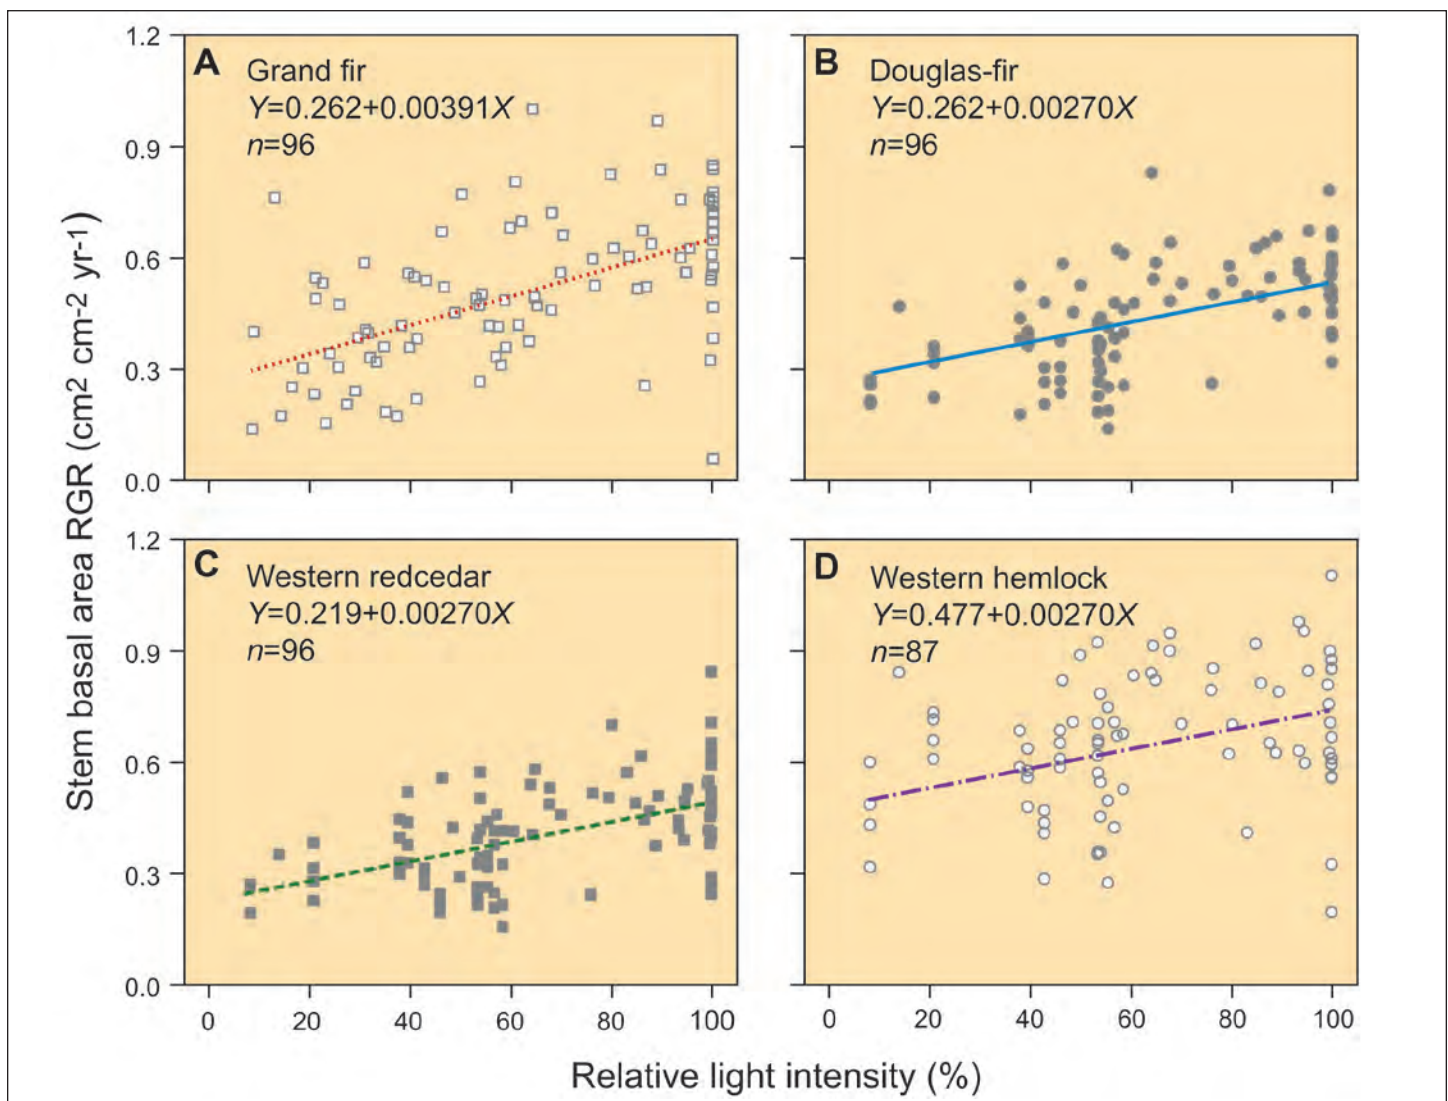 1.2
0.9
0.6
0.3
0.0
A
Grand fir
Y=0.262+0.00391X
n=96
B
Douglas-fir
Y=0.262+0.00270X
n=96
Stem basal area RGR (cm2 cm-2 yr-1)
1.2
0.9
0.6
0.3
0.0
C
Western redcedar
Y=0.219+0.00270X
n=96
D
Western hemlock
Y=0.477+0.00270X
n=87
0 20 40 60 80 100
0 20 40 60 80 100
Relative light intensity (%)